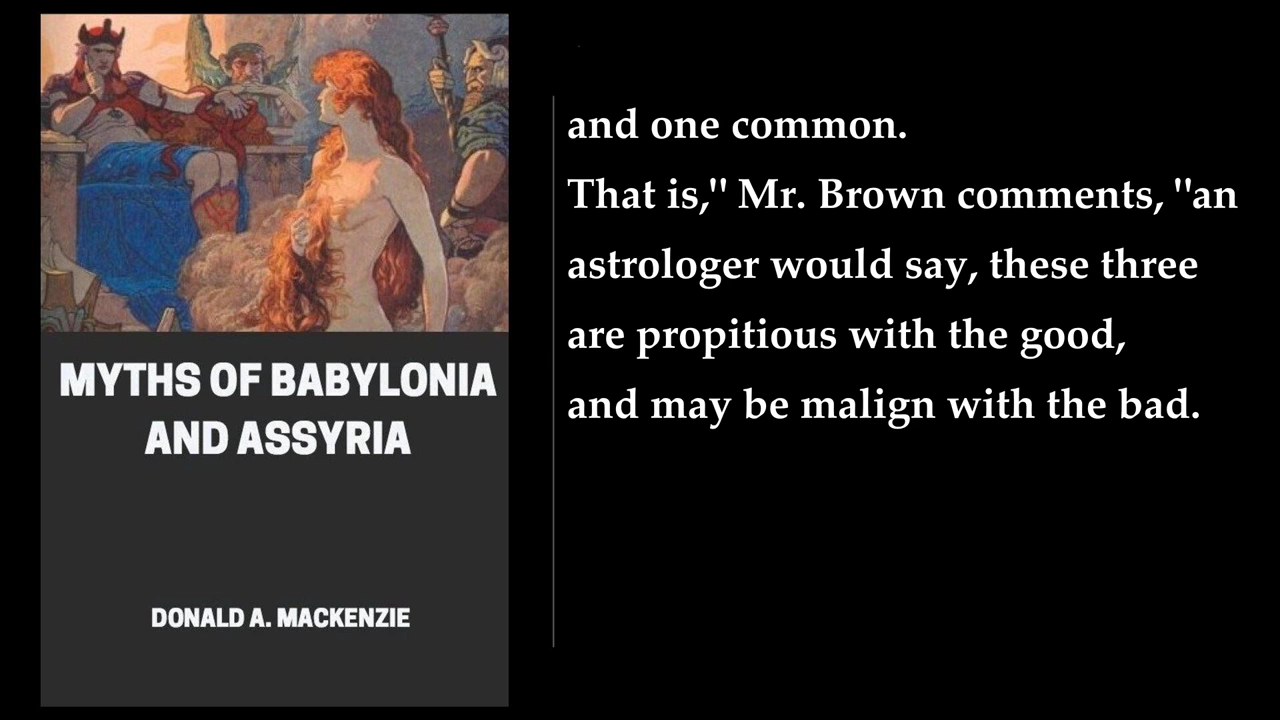 MYTHS OF BABYLONIA
AND ASSYRIA
DONALD A. MACKENZIE
and one common.
That is," Mr. Brown comments, "an
astrologer would say, these three
are propitious with the good,
and may be malign with the bad.